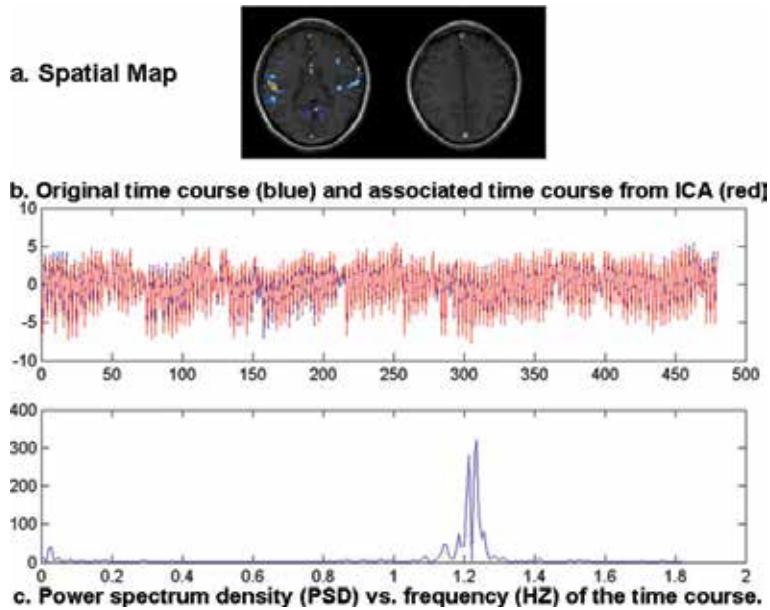 a. Spatial Map
b. Original time course (blue) and associated time course from ICA (red)
10
5
0
-5
-10
0 50 100 150 200 250 300 350 400 450 500
400
300
200
100
0
0 0.2 0.4 0.6 0.8 1 1.2 1.4 1.6 1.8 2
c. Power spectrum density (PSD) vs. frequency (HZ) of the time course.